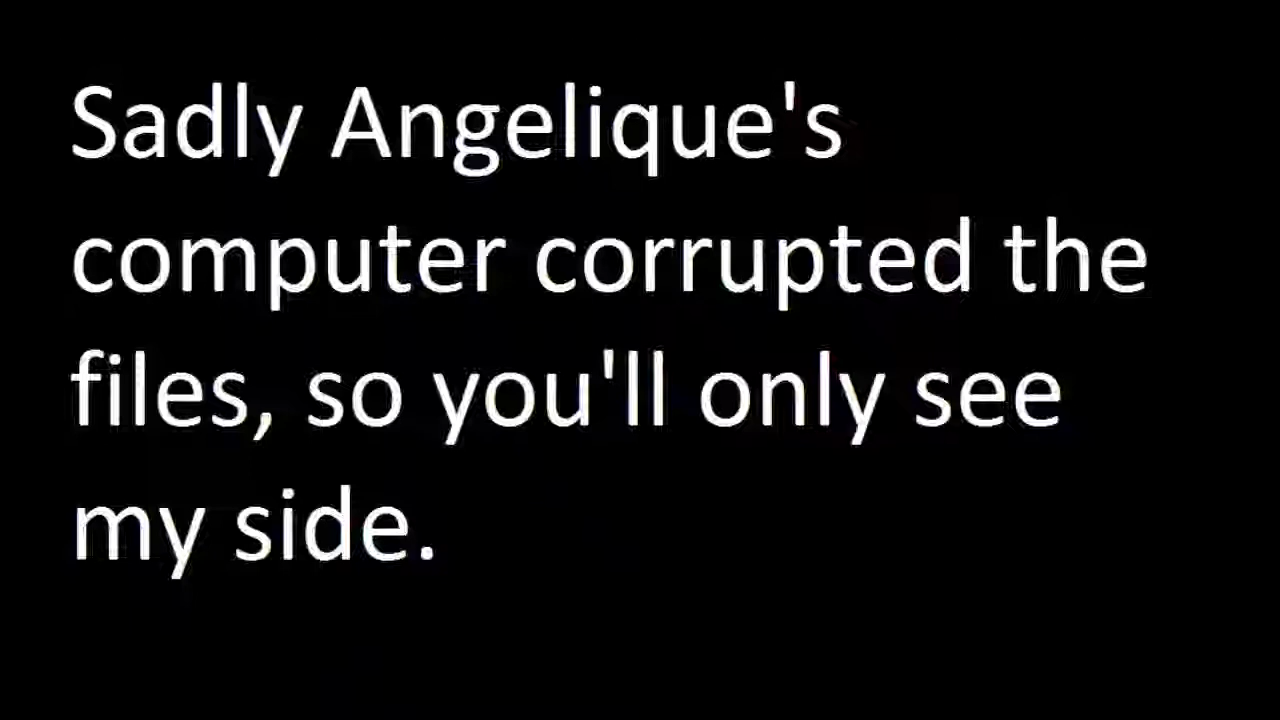 Sadly Angelique's
computer corrupted the
files, so you'll only see
my side.